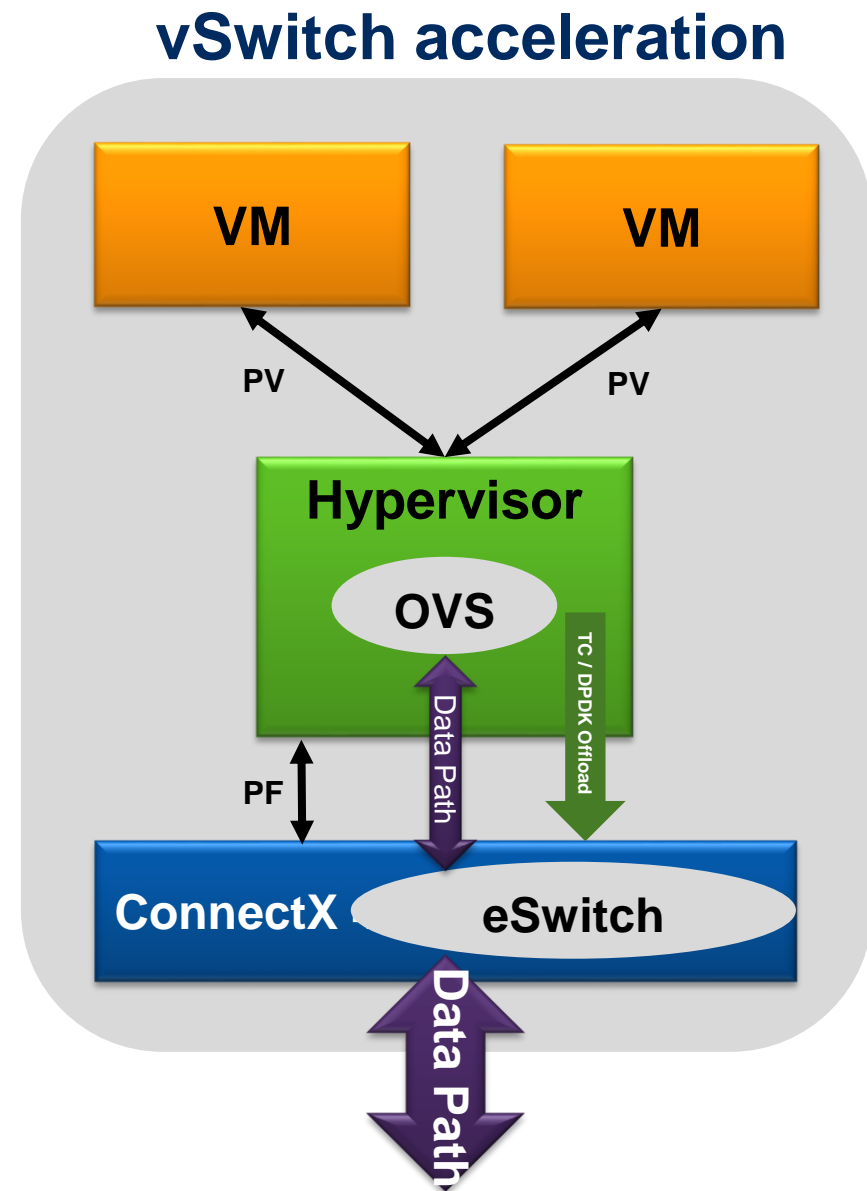 vSwitch acceleration
VM
VM
PV
PV
Hypervisor
OVS
TC / DPDK Offload
Data Path
PF
ConnectX
eSwitch
Data Path